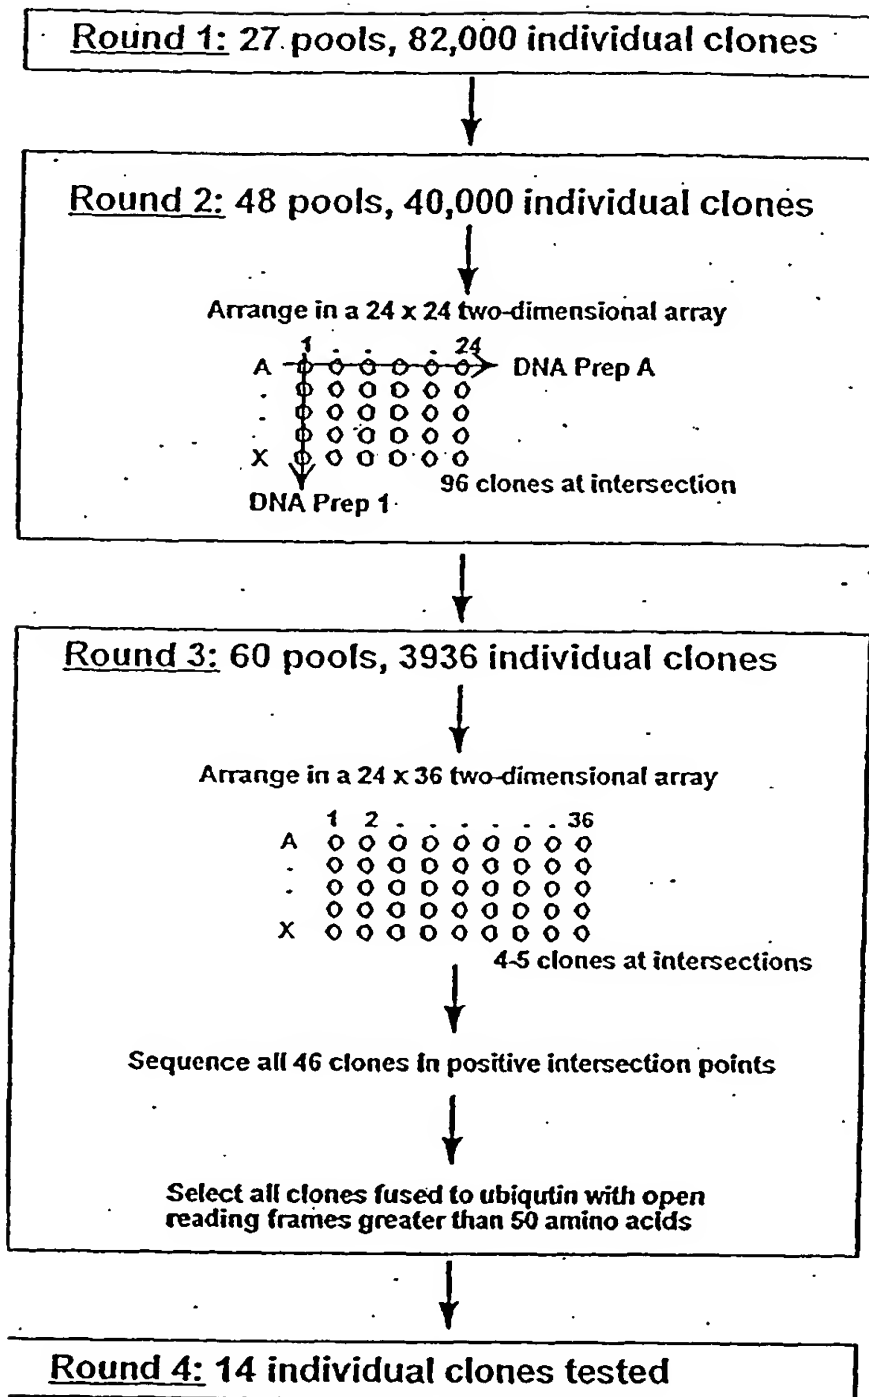 Round 1: 27 pools, 82,000 individual clones
Round 2: 48 pools, 40,000 individual clones
Arrange in a 24 x 24 two-dimensional array
1 . . . 24
A DNA Prep A
.
.
.
X
96 clones at intersection
DNA Prep 1
Round 3: 60 pools, 3936 individual clones
Arrange in a 24 x 36 two-dimensional array
1 2 . . . . . . 36
A
.
.
X
4-5 clones at intersections
Sequence all 46 clones in positive intersection points
Select all clones fused to ubiqutin with open
reading frames greater than 50 amino acids
Round 4: 14 individual clones tested